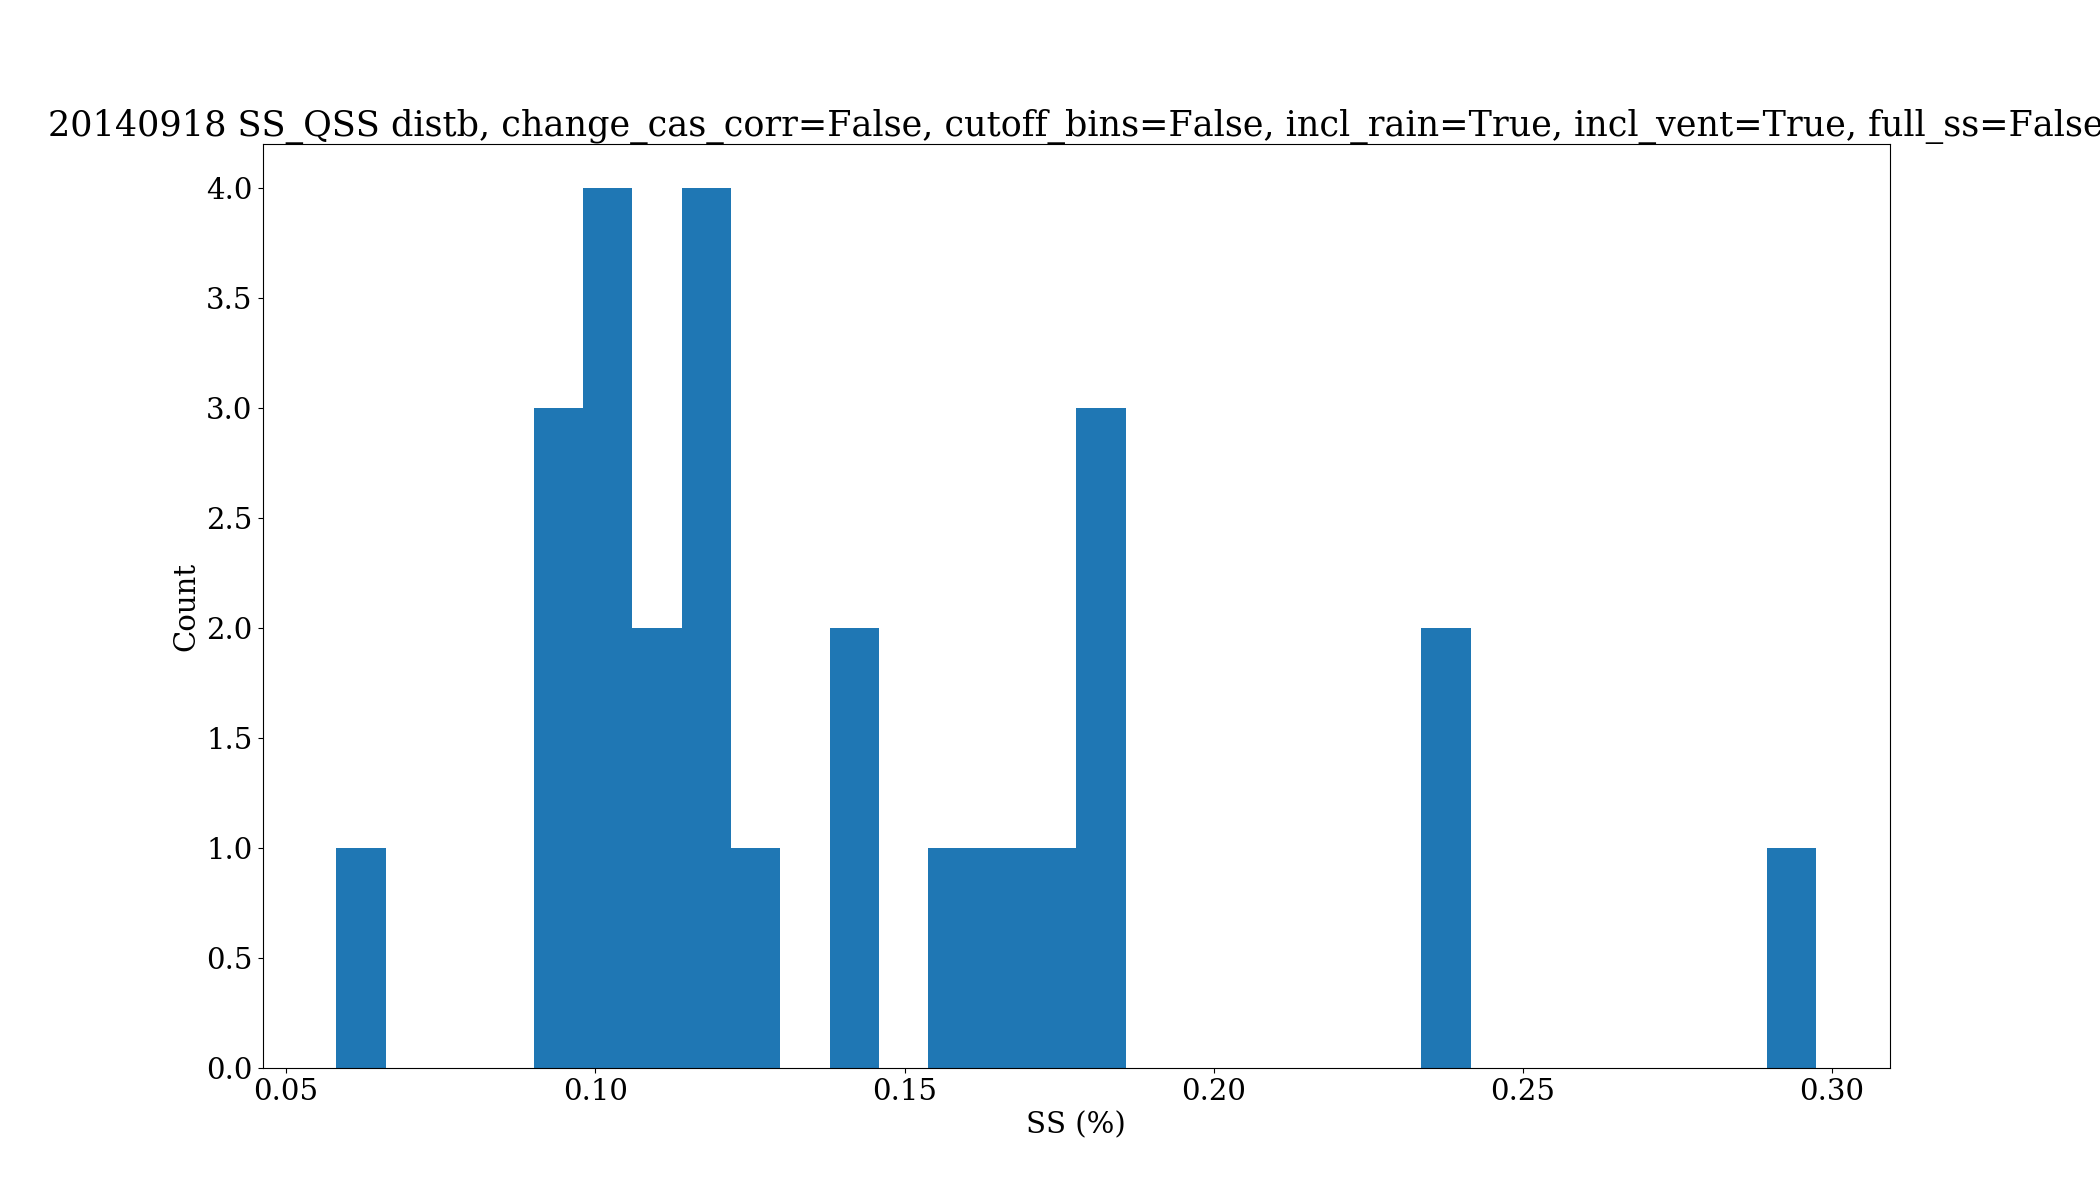 20140918 SS_QSS distb, change_cas_corr=False, cutoff_bins=False, incl_rain=True, incl_vent=True, full_ss=False
4.0
3.5
3.0
2.5
2.0
1.5
1.0
0.5
0.0
Count
0.05 0.10 0.15 0.20 0.25 0.30
SS (%)